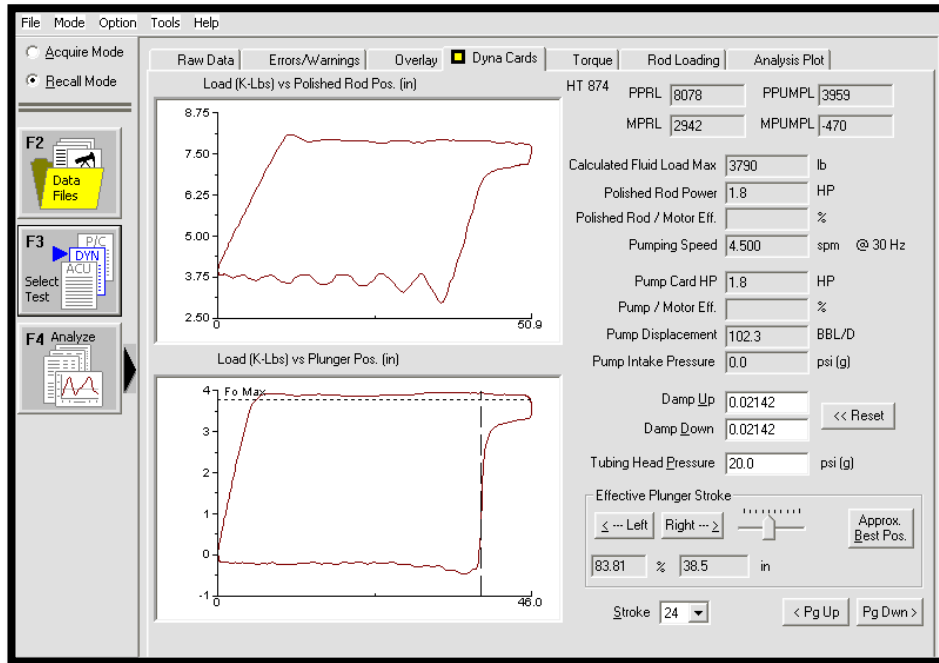 File Mode Option Tools Help
Acquire Mode
Recall Mode
F2
Data
Files
F3
P/C
DYN
ACU
Select
Test
F4 Analyze
Raw Data Errors/Warnings Overlay Dyna Cards Torque Rod Loading Analysis Plot
Load (K-Lbs) vs Polished Rod Pos. (in)
8.75
7.50
6.25
5.00
3.75
2.50
0 50.9
Load (K-Lbs) vs Plunger Pos. (in)
4
3
2
1
0
-1
Fo Max
0 46.0
HT 874
PPRL 8078 PPUMPL 3959
MPRL 2942 MPUMPL -470
Calculated Fluid Load Max 3790 lb
Polished Rod Power 1.8 HP
Polished Rod / Motor Eff. %
Pumping Speed 4.500 spm @ 30 Hz
Pump Card HP 1.8 HP
Pump / Motor Eff. %
Pump Displacement 102.3 BBL/D
Pump Intake Pressure 0.0 psi (g)
Damp Up 0.02142
Damp Down 0.02142
<< Reset
Tubing Head Pressure 20.0 psi (g)
Effective Plunger Stroke
< --- Left Right --- >
Approx.
Best Pos.
83.81 % 38.5 in
Stroke 24 < Pg Up Pg Dwn >